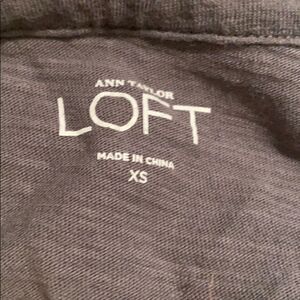 ANN TAYLOR
LOFT
MADE IN CHINA
XS